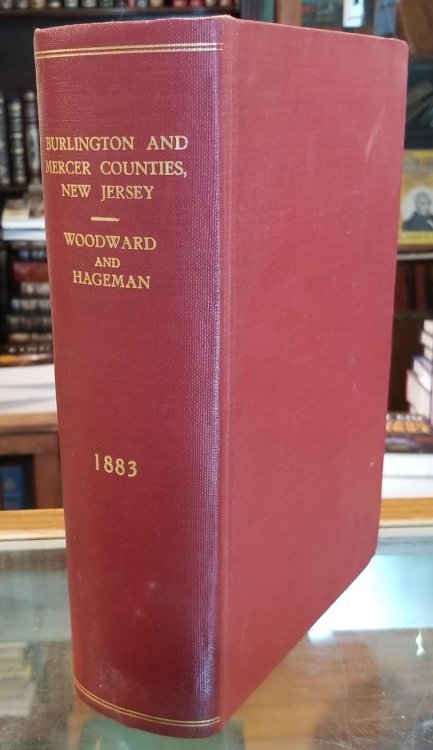 BURLINGTON AND
MERCER COUNTIES,
NEW JERSEY
WOODWARD
AND
HAGEMAN
1883